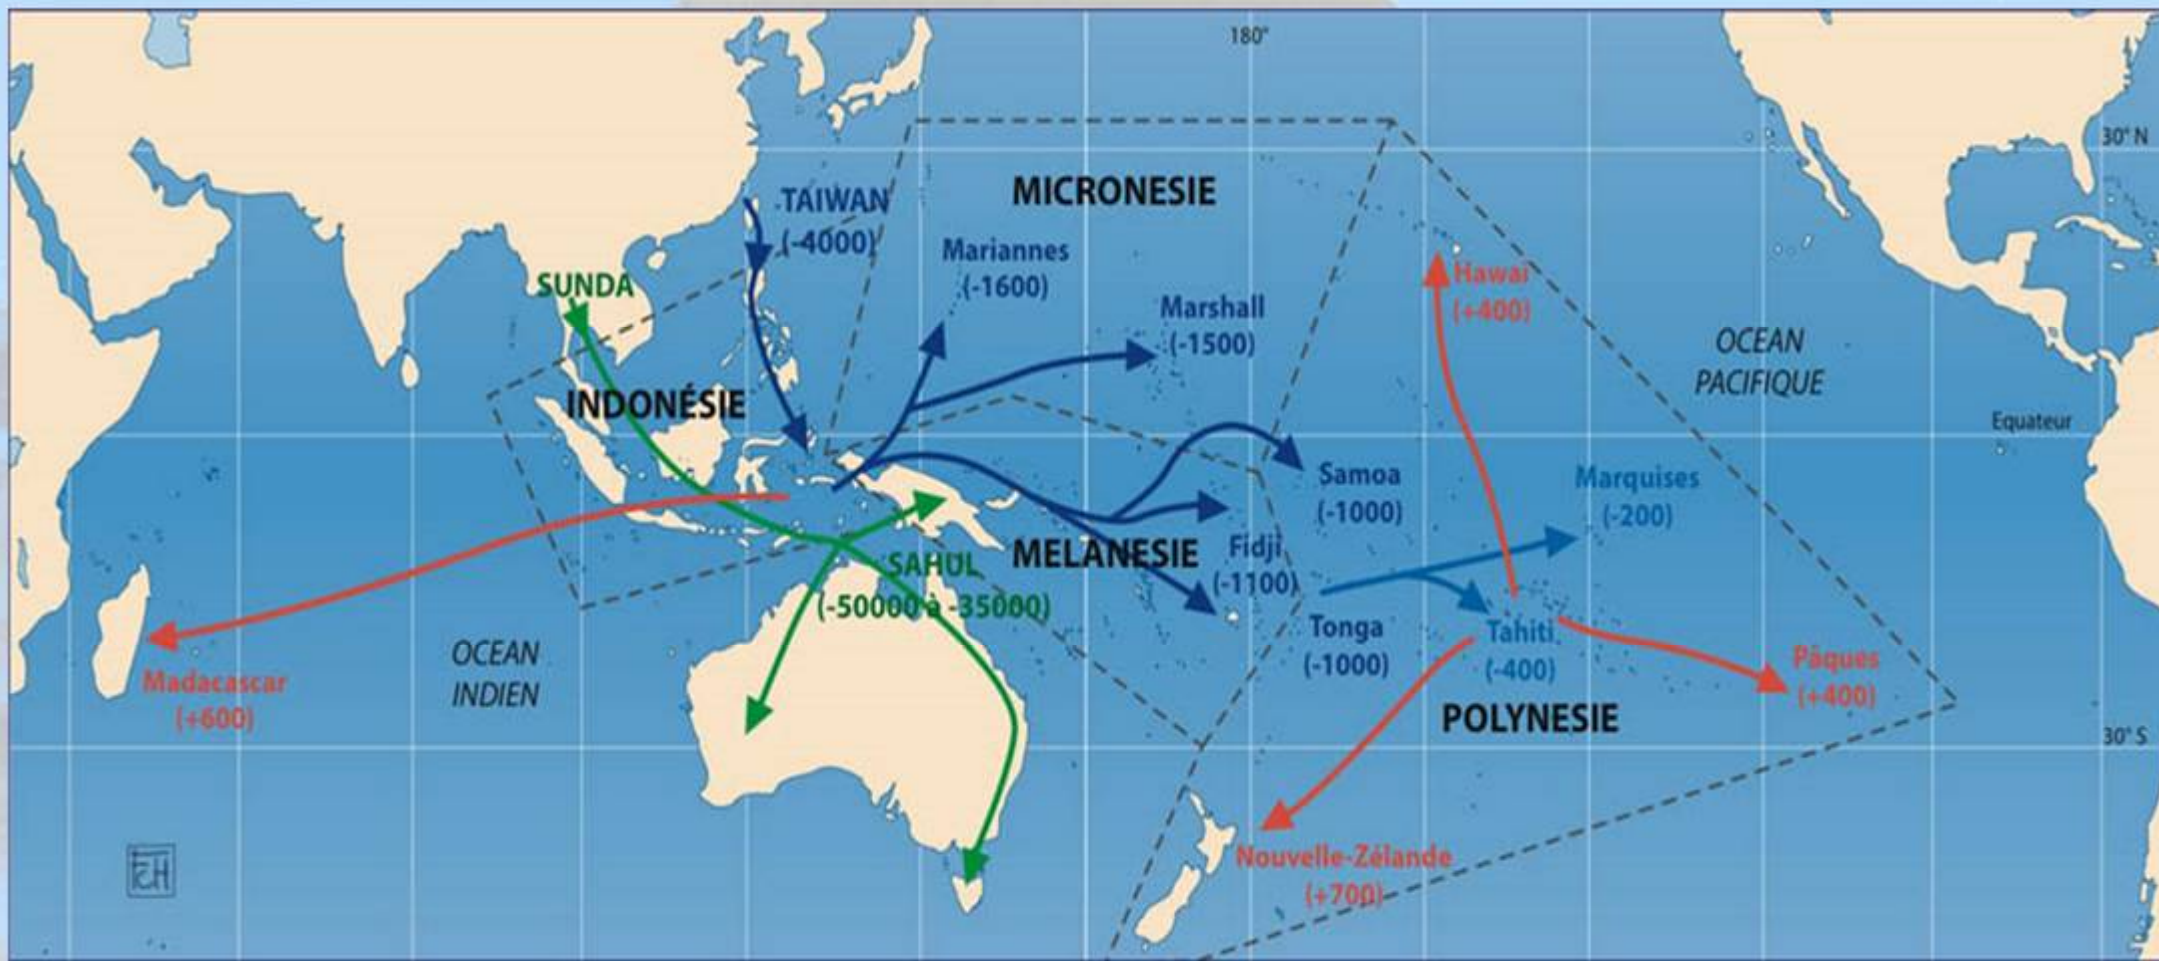 180°
30° N
TAIWAN
(-4000)
MICRONESIE
Mariannes
(-1600)
SUNDA
Marshall
(-1500)
Hawai
(+400)
OCEAN
PACIFIQUE
INDONÉSIE
Equateur
Samoa
(-1000)
Marquises
(-200)
MELANESIE
Fidji
(-1100)
SAHUL
(-50000 à -35000)
Tonga
(-1000)
Tahiti
(-400)
OCEAN
INDIEN
Madacascar
(+600)
Pâques
(+400)
POLYNESIE
30° S
Nouvelle-Zélande
(+700)
FCH